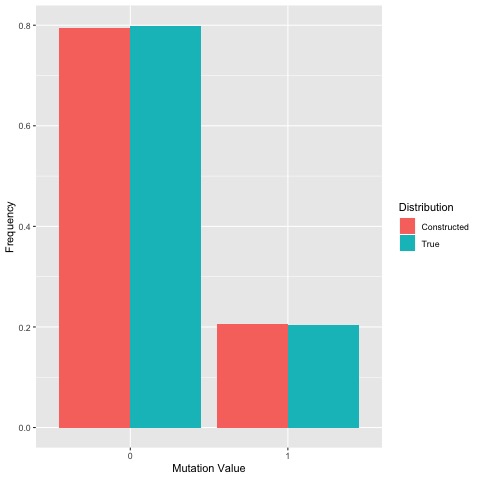 0.8
0.6
0.4
0.2
0.0
Frequency
0 1
Mutation Value
Distribution
Constructed
True